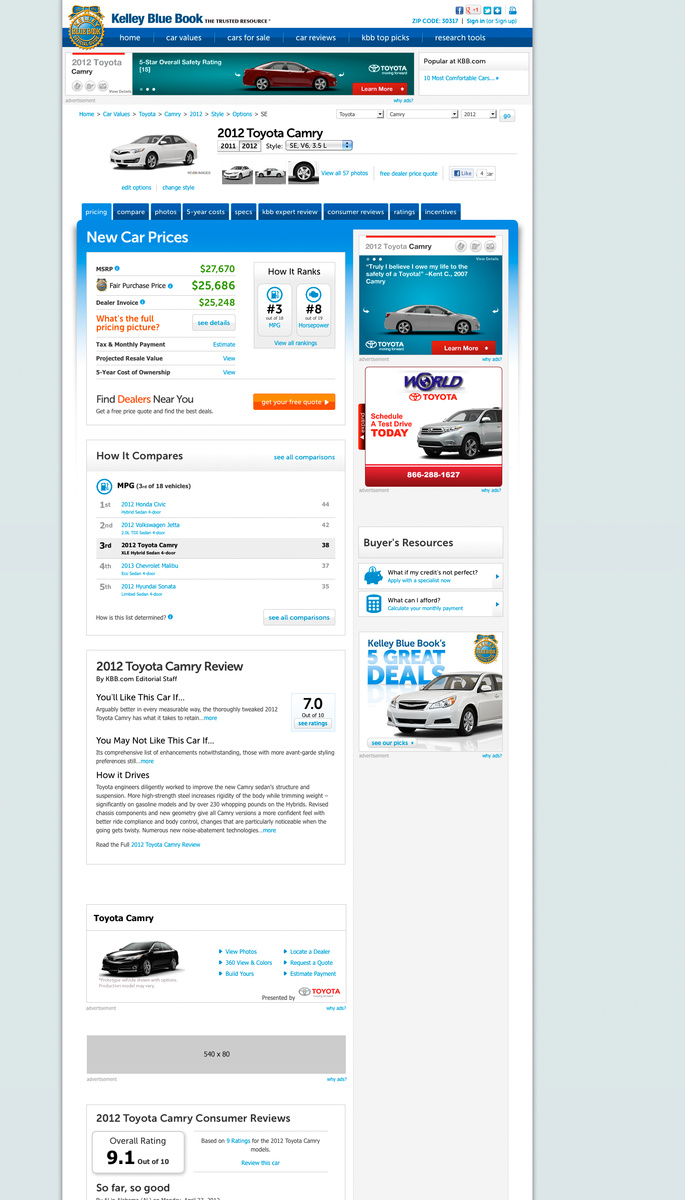 Kelley Blue Book THE TRUSTED RESOURCE
ZIP CODE: 30317 | Sign in (or Sign up)
home car values cars for sale car reviews kbb top picks research tools
2012 Toyota
Camry
View Details
5-Star Overall Safety Rating
[15]
TOYOTA
moving forward
Learn More
Popular at KBB.com
10 Most Comfortable Cars...
advertisement
why ads?
Home > Car Values > Toyota > Camry > 2012 > Style > Options > SE
Toyota Camry 2012 go
2012 Toyota Camry
2011 2012 Style: SE, V6, 3.5 L
View all 57 photos free dealer price quote Like 4
edit options | change style
pricing compare photos 5-year costs specs kbb expert review consumer reviews ratings incentives
New Car Prices
MSRP $27,670
Fair Purchase Price $25,686
Dealer Invoice $25,248
What's the full
pricing picture?
see details
Tax & Monthly Payment Estimate
Projected Resale Value View
5-Year Cost of Ownership View
How It Ranks
#3 #8
out of 18 out of 19
MPG Horsepower
View all rankings
Find Dealers Near You
Get a free price quote and find the best deals.
get your free quote
How It Compares
see all comparisons
MPG (3rd of 18 vehicles)
1st 2012 Honda Civic 44
Hybrid Sedan 4-door
2nd 2012 Volkswagen Jetta 42
2.0L TDI Sedan 4-door
3rd 2012 Toyota Camry 38
XLE Hybrid Sedan 4-door
4th 2013 Chevrolet Malibu 37
Eco Sedan 4-door
5th 2012 Hyundai Sonata 35
Limited Sedan 4-door
How is this list determined?
see all comparisons
2012 Toyota Camry Review
By KBB.com Editorial Staff
You'll Like This Car If...
Arguably better in every measurable way, the thoroughly tweaked 2012
Toyota Camry has what it takes to retain...more
7.0
Out of 10
see ratings
You May Not Like This Car If...
Its comprehensive list of enhancements notwithstanding, those with more avant-garde styling
preferences still...more
How it Drives
Toyota engineers diligently worked to improve the new Camry sedan's structure and
suspension. More high-strength steel increases rigidity of the body while trimming weight –
significantly on gasoline models and by over 230 whopping pounds on the Hybrids. Revised
chassis components and new geometry give all Camry versions a more confident feel with
better ride compliance and body control, changes that are particularly noticeable when the
going gets twisty. Numerous new noise-abatement technologies...more
Read the Full 2012 Toyota Camry Review
Toyota Camry
View Photos Locate a Dealer
360 View & Colors Request a Quote
Build Yours Estimate Payment
*Prototype vehicle shown with options.
Production model may vary.
Presented by TOYOTA
moving forward
advertisement
why ads?
540 x 80
advertisement
why ads?
2012 Toyota Camry Consumer Reviews
Overall Rating
9.1 Out of 10
Based on 9 Ratings for the 2012 Toyota Camry
models.
Review this car
So far, so good
2012 Toyota Camry
View Details
"Truly I believe I owe my life to the
safety of a Toyota!" –Kent C., 2007
Camry
TOYOTA
moving forward
Learn More
advertisement
why ads?
WORLD
TOYOTA
Schedule
A Test Drive
TODAY
866-288-1627
advertisement
why ads?
Buyer's Resources
What if my credit's not perfect?
Apply with a specialist now
What can I afford?
Calculate your monthly payment
Kelley Blue Book's
5 GREAT
DEALS
see our picks
advertisement
why ads?